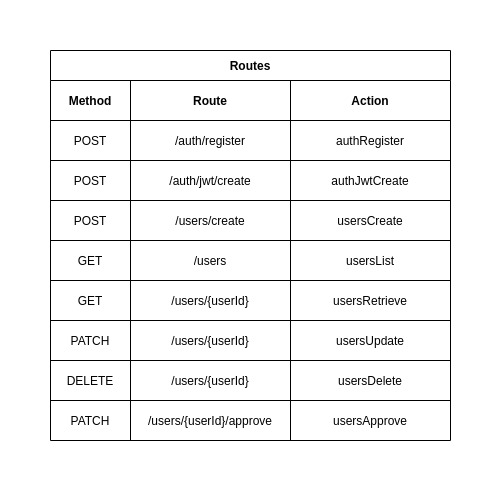 Routes
Method Route Action
POST /auth/register authRegister
POST /auth/jwt/create authJwtCreate
POST /users/create usersCreate
GET /users usersList
GET /users/{userId} usersRetrieve
PATCH /users/{userId} usersUpdate
DELETE /users/{userId} usersDelete
PATCH /users/{userId}/approve usersApprove